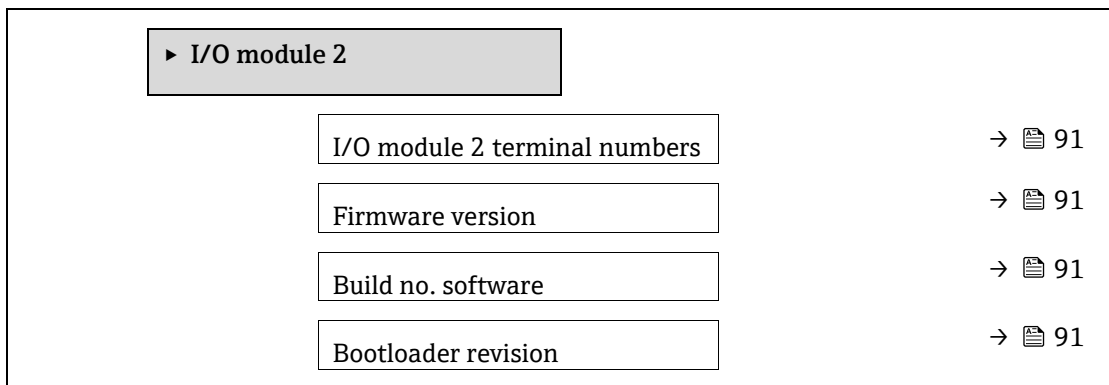 ▸ I/O module 2
I/O module 2 terminal numbers → 91
Firmware version → 91
Build no. software → 91
Bootloader revision → 91